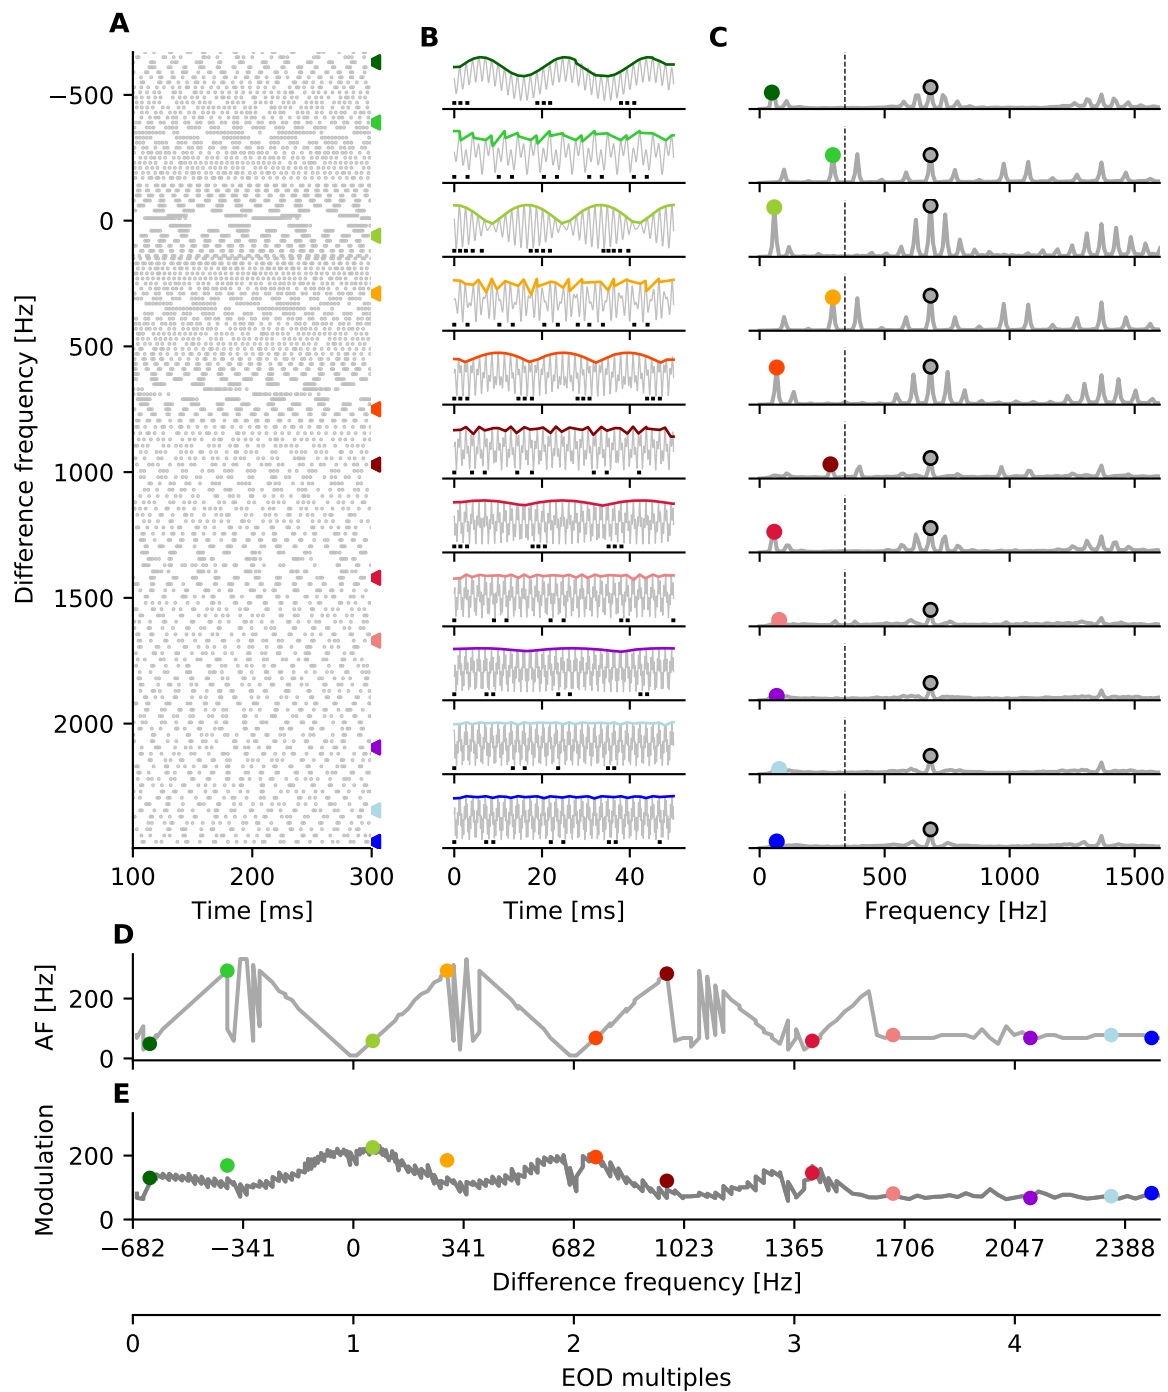 A
B
C
Difference frequency [Hz]
−500
0
500
1000
1500
2000
100 200 300
Time [ms]
0 20 40
Time [ms]
0 500 1000 1500
Frequency [Hz]
D
AF [Hz]
200
0
E
Modulation
200
0
−682 −341 0 341 682 1023 1365 1706 2047 2388
Difference frequency [Hz]
0 1 2 3 4
EOD multiples